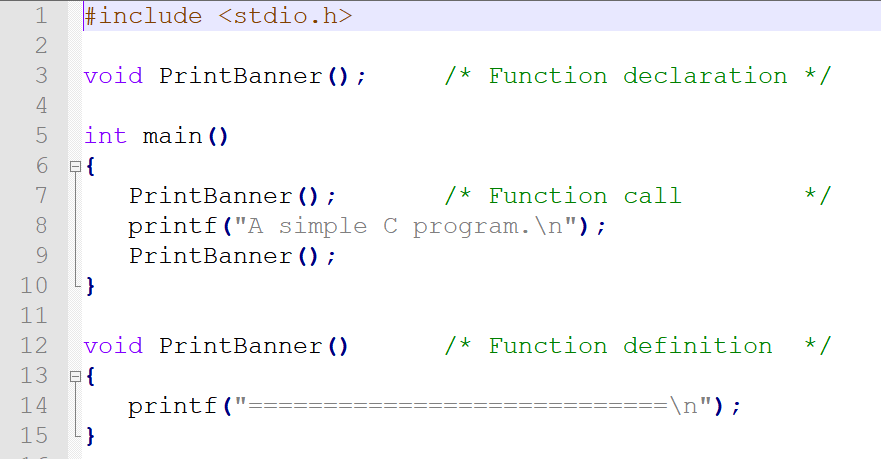 1 #include <stdio.h>
2
3 void PrintBanner();     /* Function declaration */
4
5 int main()
6 {
7    PrintBanner();       /* Function call        */
8    printf("A simple C program.\n");
9    PrintBanner();
10 }
11
12 void PrintBanner()      /* Function definition  */
13 {
14    printf("============================\n");
15 }